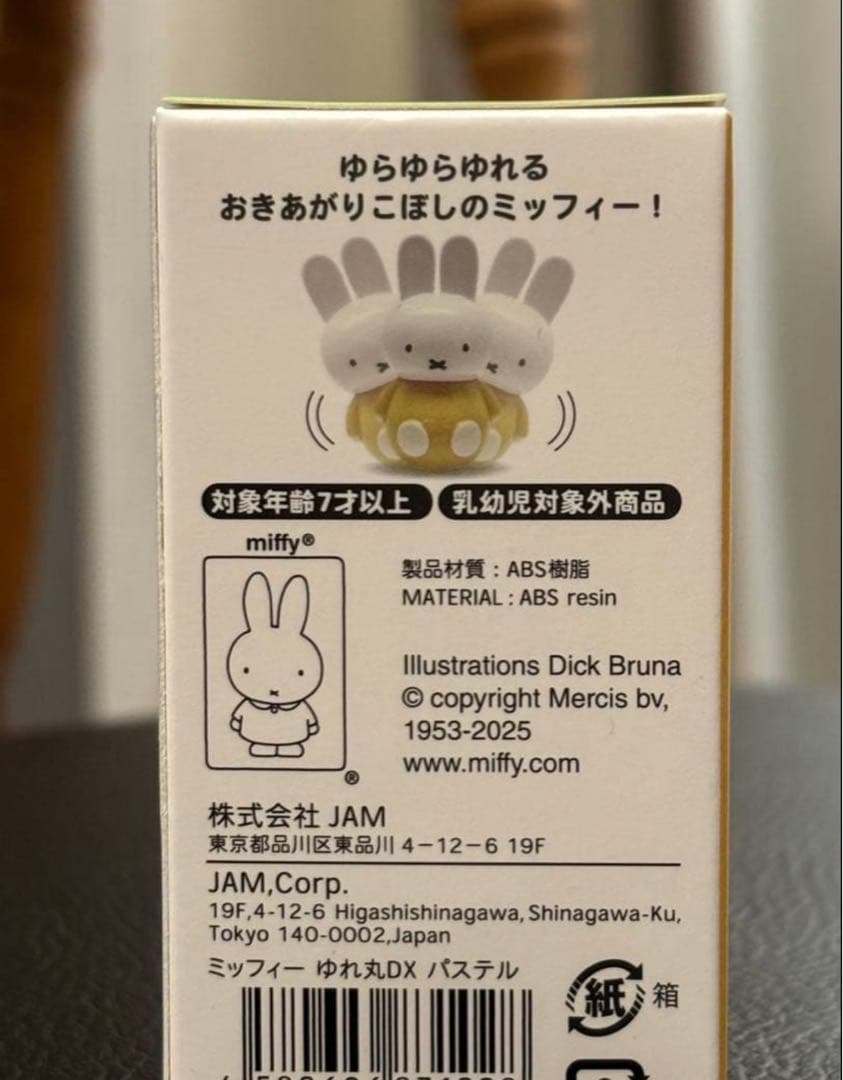 ゆらゆらゆれる
おきあがりこぼしのミッフィー！
対象年齢7才以上 乳幼児対象外商品
miffy®
製品材質：ABS樹脂
MATERIAL : ABS resin
Illustrations Dick Bruna
© copyright Mercis bv,
1953-2025
www.miffy.com
®
株式会社 JAM
東京都品川区東品川 4－12－6 19F
JAM,Corp.
19F,4-12-6 Higashishinagawa, Shinagawa-Ku,
Tokyo 140-0002,Japan
ミッフィー ゆれ丸DX パステル
紙 箱